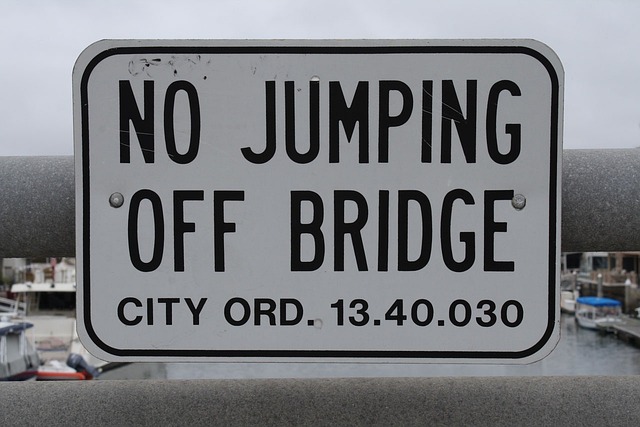 NO JUMPING
OFF BRIDGE
CITY ORD. 13.40.030